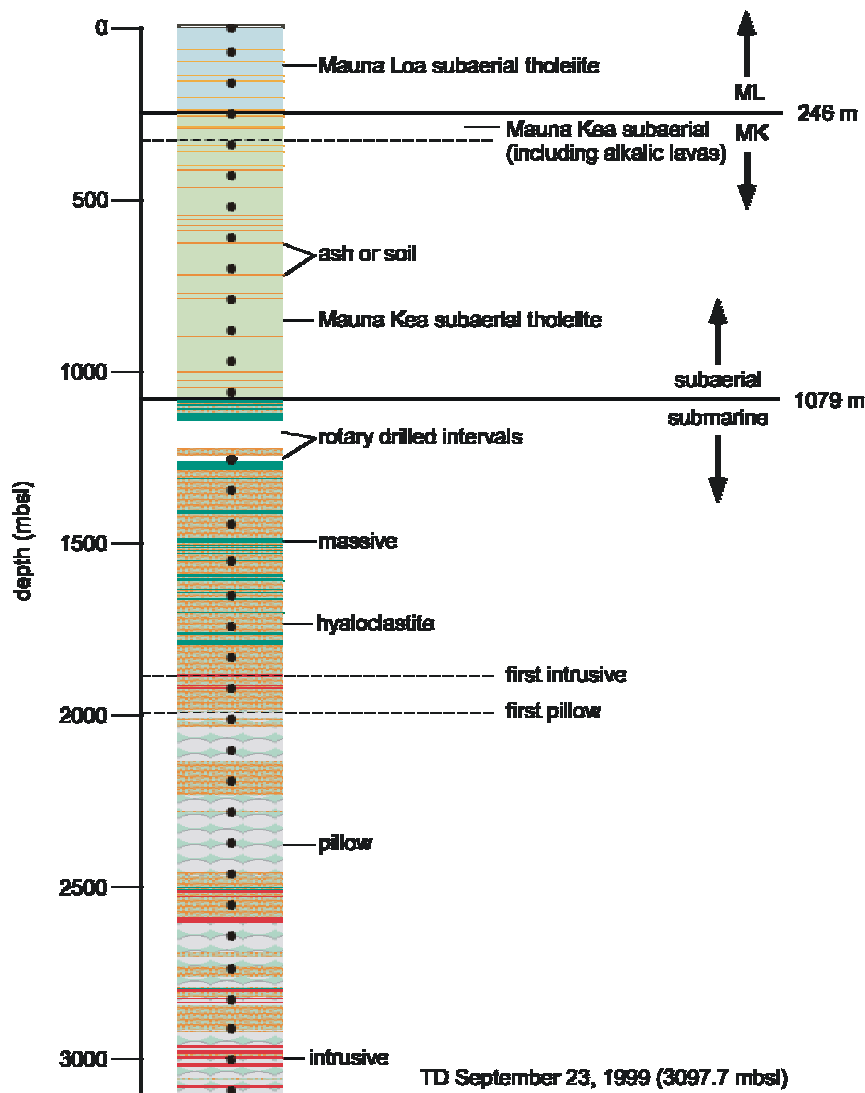 0
Mauna Loa subaerial tholeiite
ML
246 m
Mauna Kea subaerial
(including alkalic lavas)
MK
500
ash or soil
Mauna Kea subaerial tholeiite
1000
subaerial
1079 m
submarine
rotary drilled intervals
depth (mbsl)
1500
massive
hyaloclastite
first intrusive
first pillow
2000
pillow
2500
3000
intrusive
TD September 23, 1999 (3097.7 mbsl)